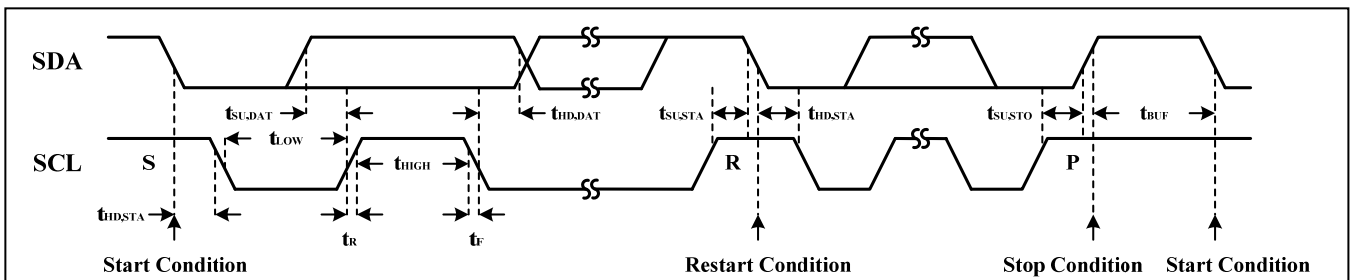 SDA
tSU,DAT tHD,DAT tSU,STA tHD,STA tSU,STO tBUF
tLOW
SCL S tHIGH R P
tHD,STA
tR tF
Start Condition Restart Condition Stop Condition Start Condition